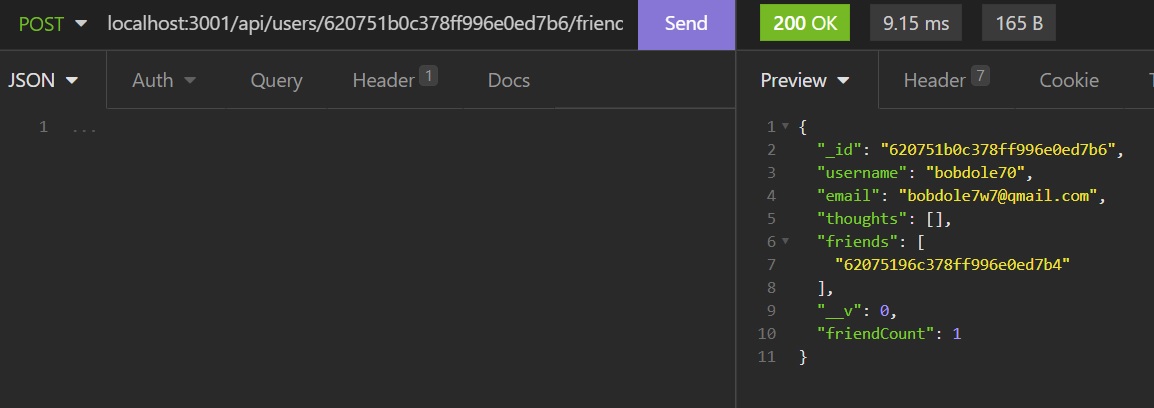 POST localhost:3001/api/users/620751b0c378ff996e0ed7b6/frienc Send 200 OK 9.15 ms 165 B
JSON Auth Query Header 1 Docs Preview Header 7 Cookie
1 ...
1 {
2 "_id": "620751b0c378ff996e0ed7b6",
3 "username": "bobdole70",
4 "email": "bobdole7w7@qmail.com",
5 "thoughts": [],
6 "friends": [
7 "62075196c378ff996e0ed7b4"
8 ],
9 "__v": 0,
10 "friendCount": 1
11 }